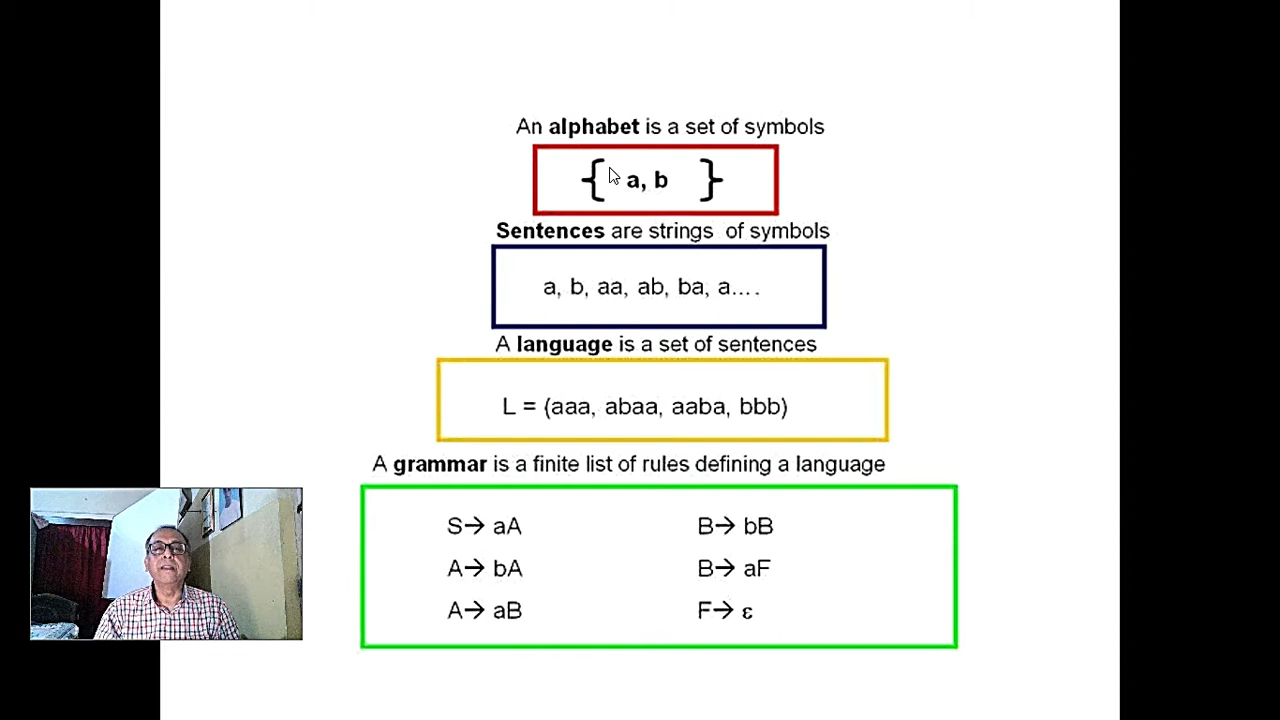 An alphabet is a set of symbols
{ a, b }
Sentences are strings of symbols
a, b, aa, ab, ba, a....
A language is a set of sentences
L = (aaa, abaa, aaba, bbb)
A grammar is a finite list of rules defining a language
S→ aA B→ bB
A→ bA B→ aF
A→ aB F→ ε